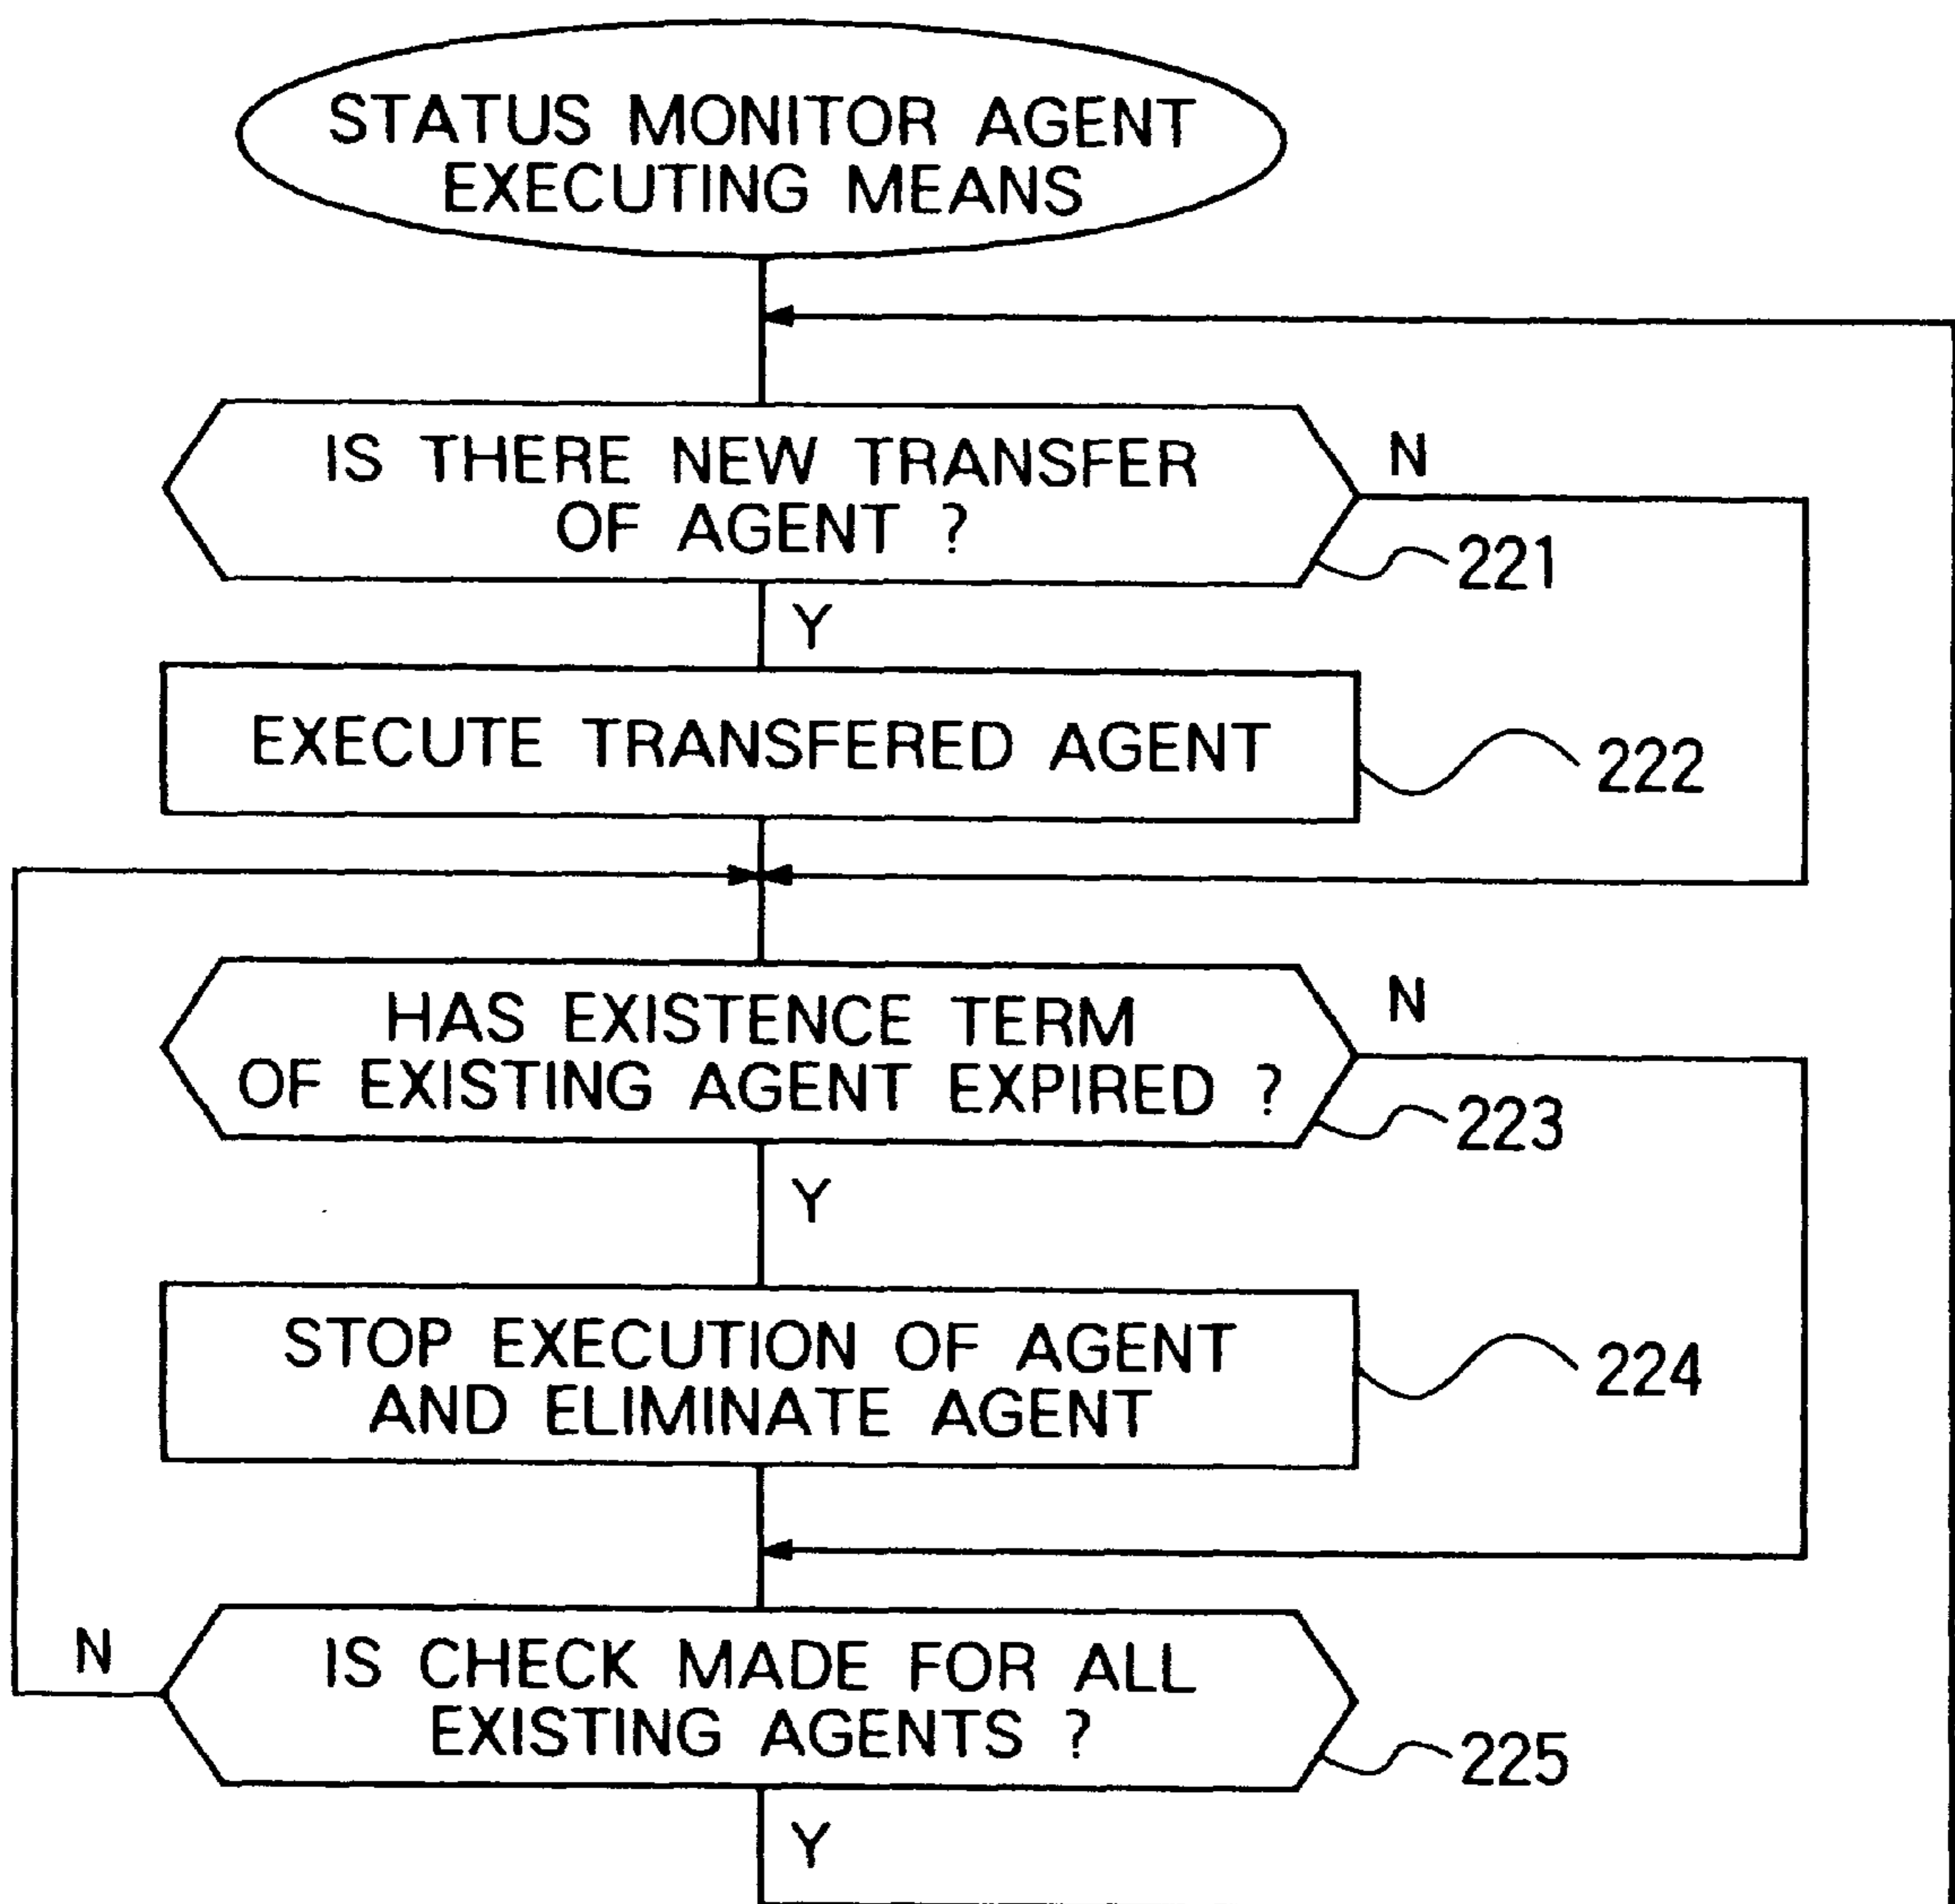 STATUS MONITOR AGENT
EXECUTING MEANS
IS THERE NEW TRANSFER
OF AGENT ?
N
221
Y
EXECUTE TRANSFERED AGENT
222
HAS EXISTENCE TERM
OF EXISTING AGENT EXPIRED ?
N
223
Y
STOP EXECUTION OF AGENT
AND ELIMINATE AGENT
224
N
IS CHECK MADE FOR ALL
EXISTING AGENTS ?
225
Y